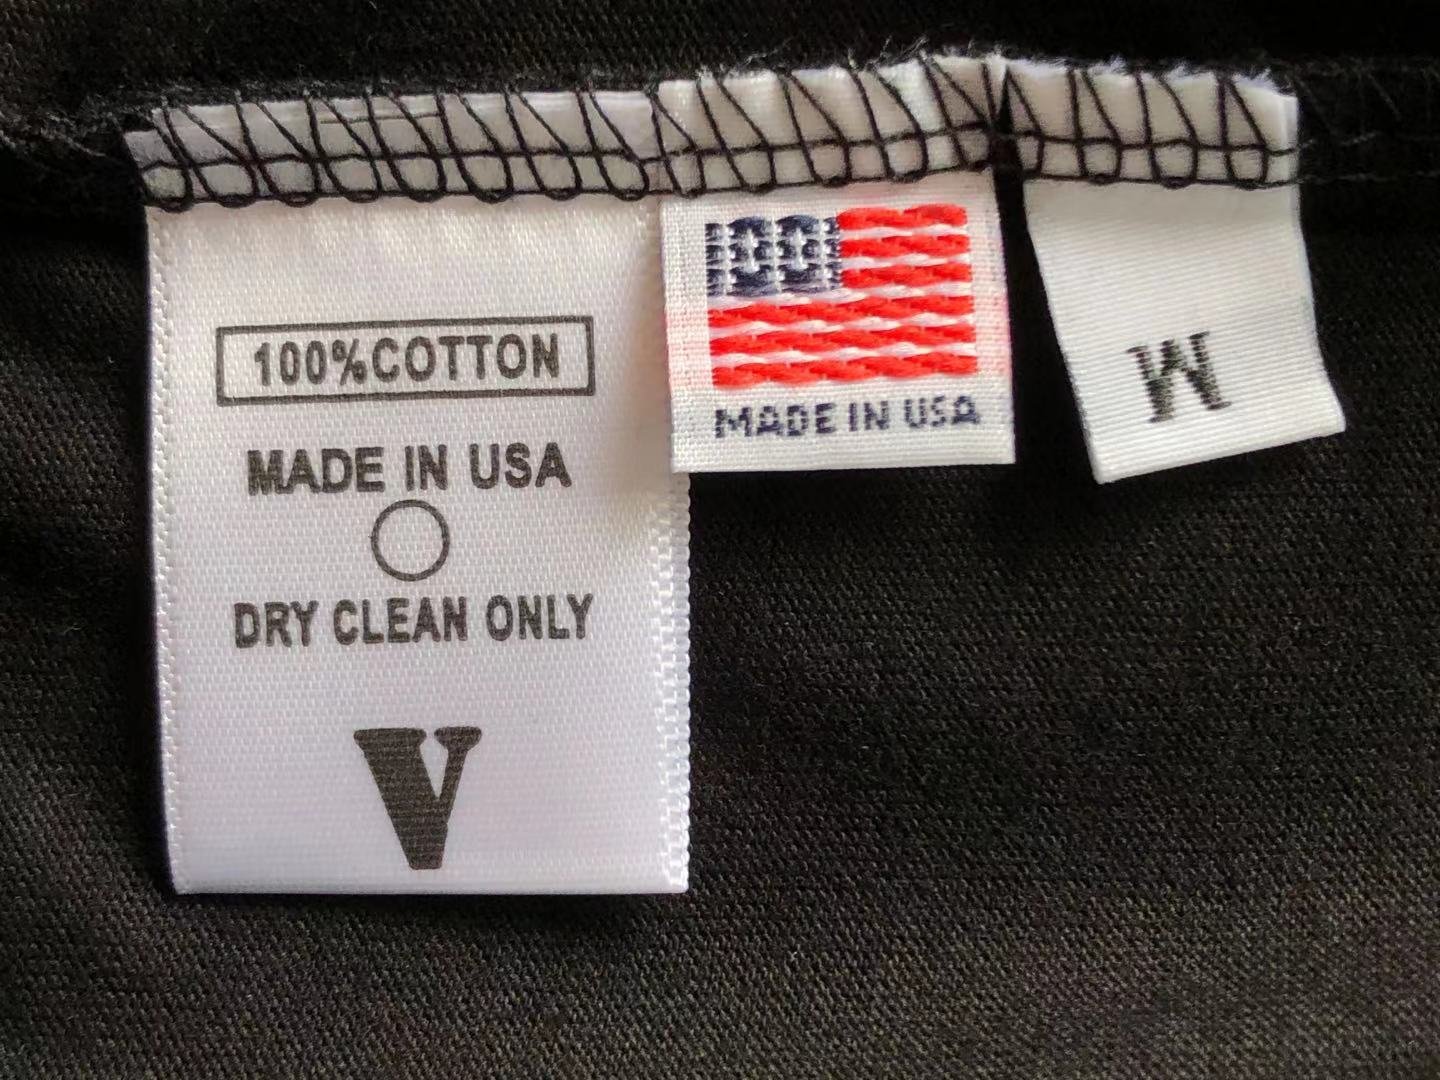 100%COTTON
MADE IN USA
DRY CLEAN ONLY
V
MADE IN USA
M